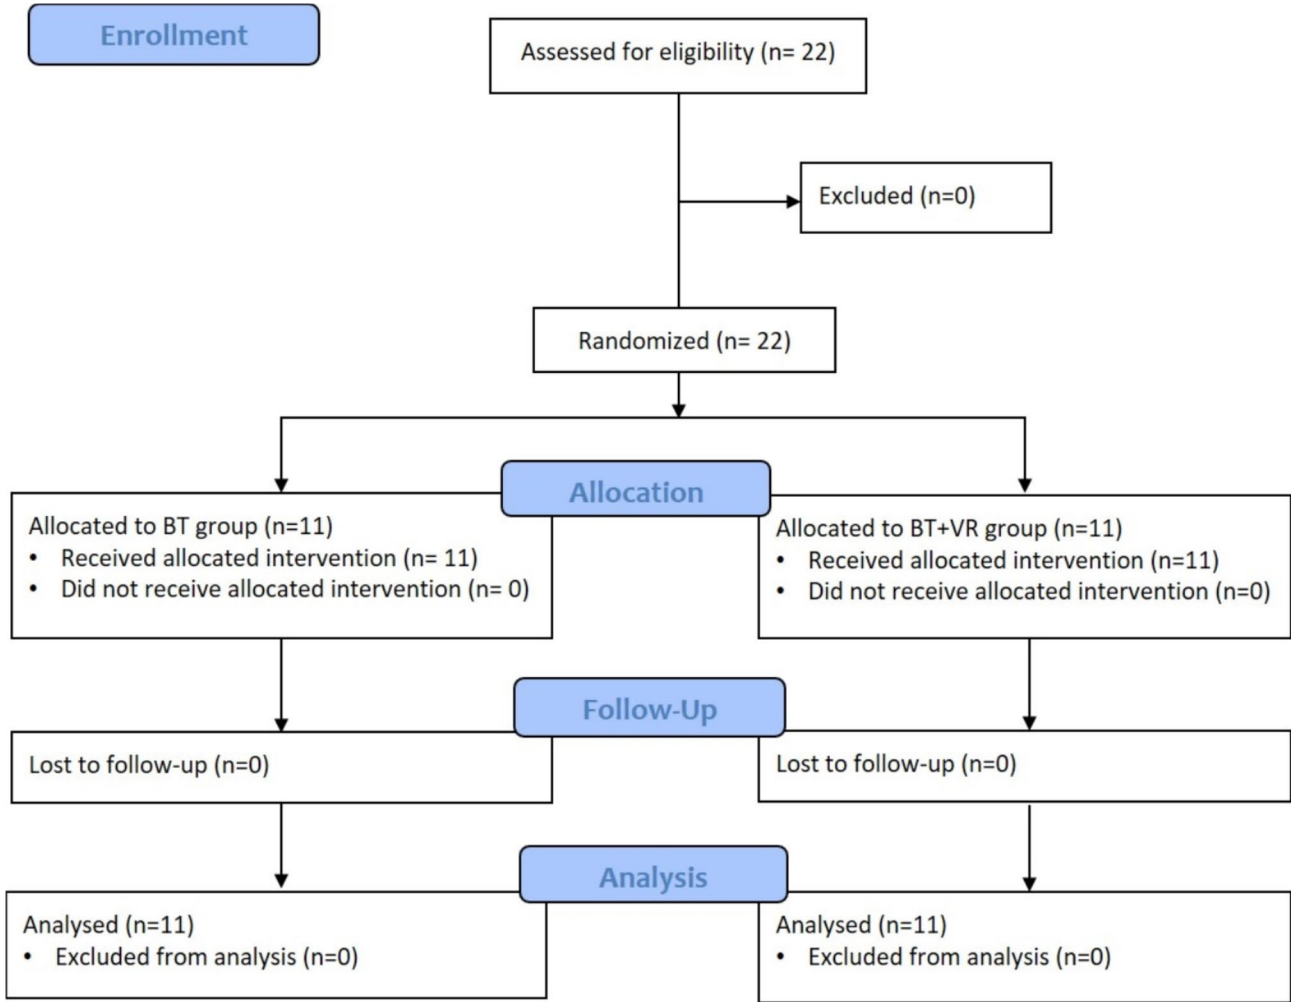 Enrollment
Assessed for eligibility (n= 22)
Excluded (n=0)
Randomized (n= 22)
Allocation
Allocated to BT group (n=11)
• Received allocated intervention (n= 11)
• Did not receive allocated intervention (n= 0)
Allocated to BT+VR group (n=11)
• Received allocated intervention (n=11)
• Did not receive allocated intervention (n=0)
Follow-Up
Lost to follow-up (n=0)
Lost to follow-up (n=0)
Analysis
Analysed (n=11)
• Excluded from analysis (n=0)
Analysed (n=11)
• Excluded from analysis (n=0)